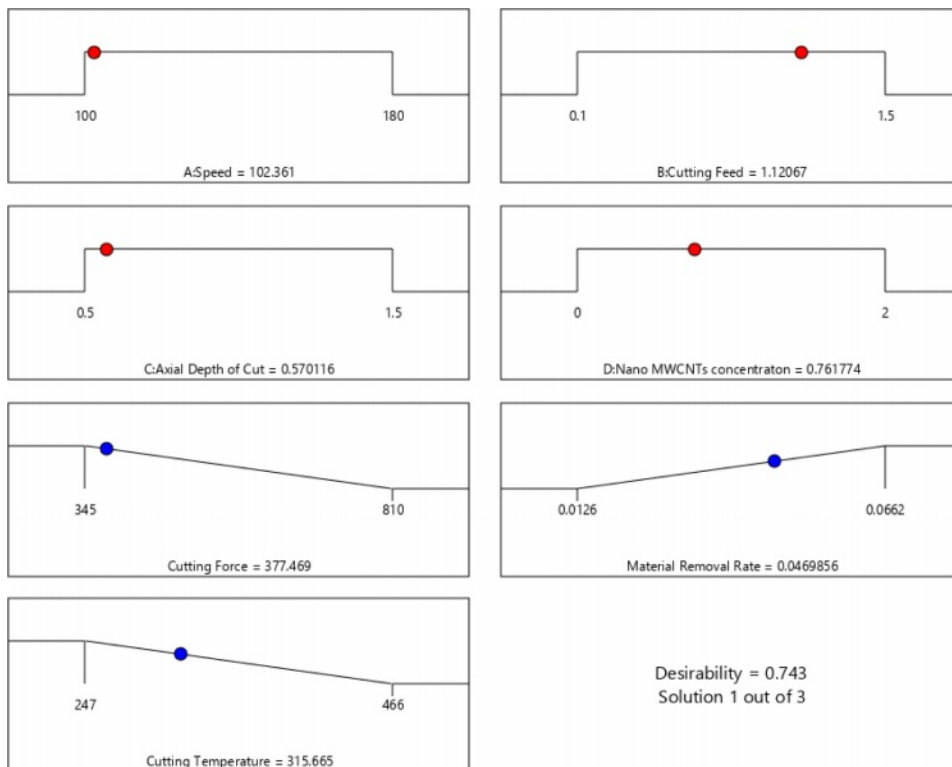 100 180
A:Speed = 102.361
0.1 1.5
B:Cutting Feed = 1.12067
0.5 1.5
C:Axial Depth of Cut = 0.570116
0 2
D:Nano MWCNTs concentraton = 0.761774
345 810
Cutting Force = 377.469
0.0126 0.0662
Material Removal Rate = 0.0469856
247 466
Cutting Temperature = 315.665
Desirability = 0.743
Solution 1 out of 3